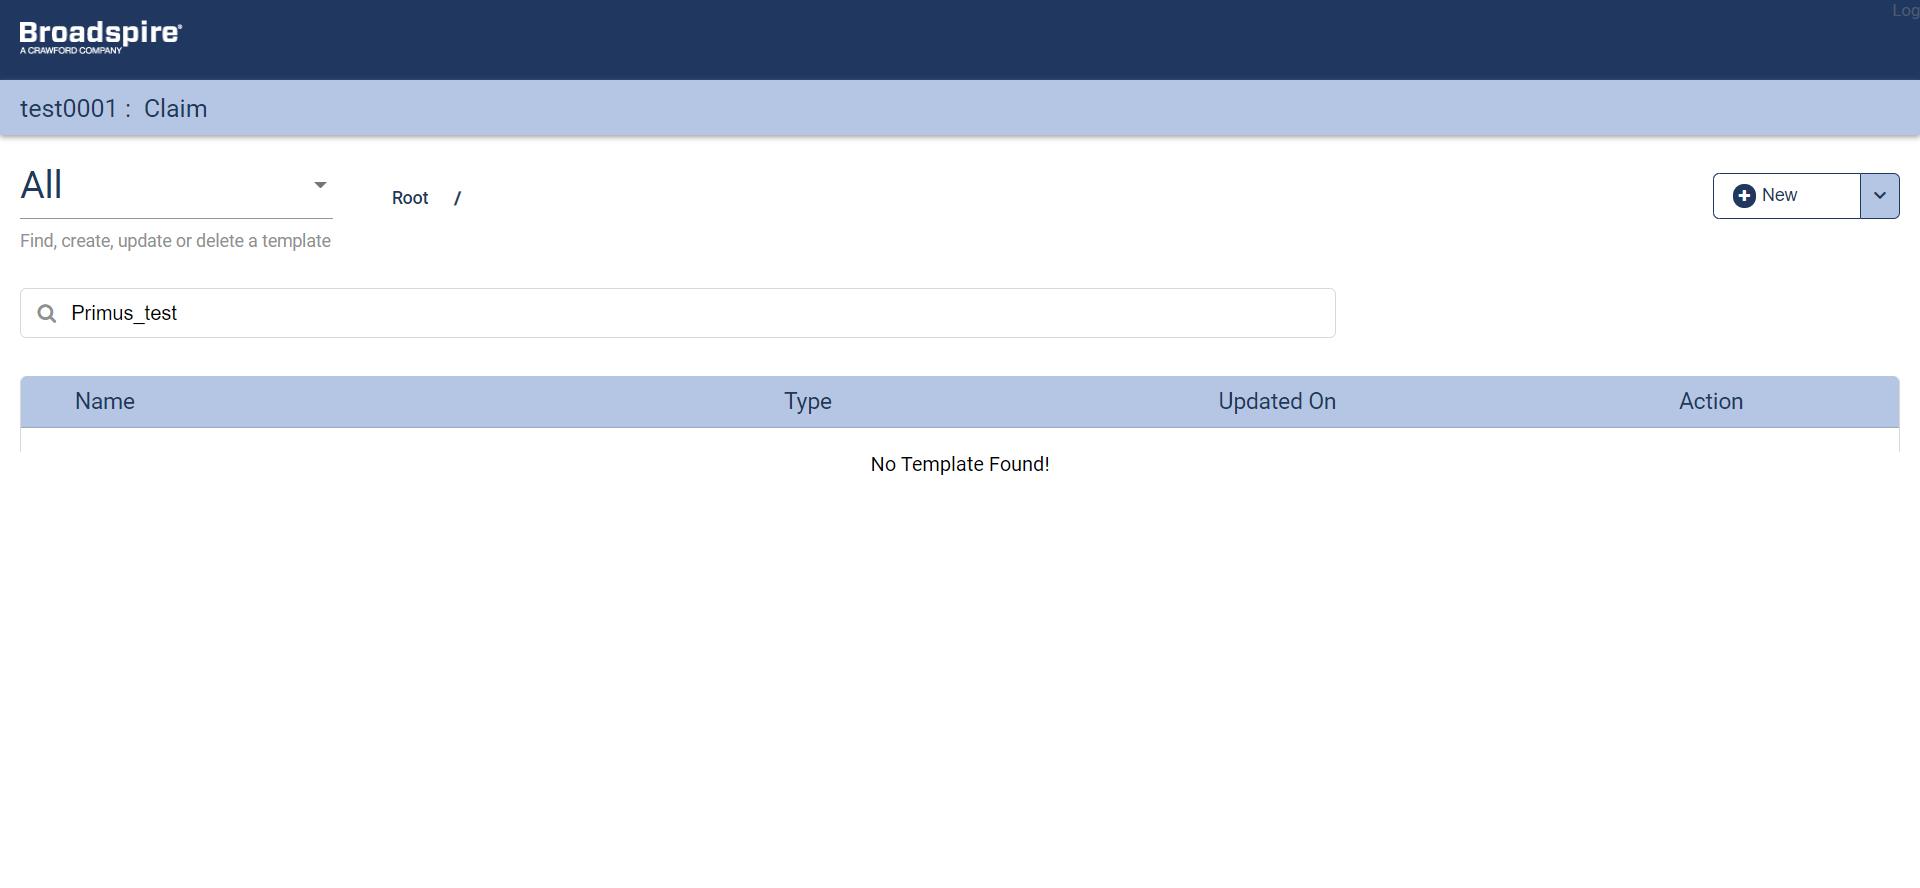 Log
Broadspire®
A CRAWFORD COMPANY
test0001 : Claim
All
Root /
New
Find, create, update or delete a template
Primus_test
Name Type Updated On Action
No Template Found!